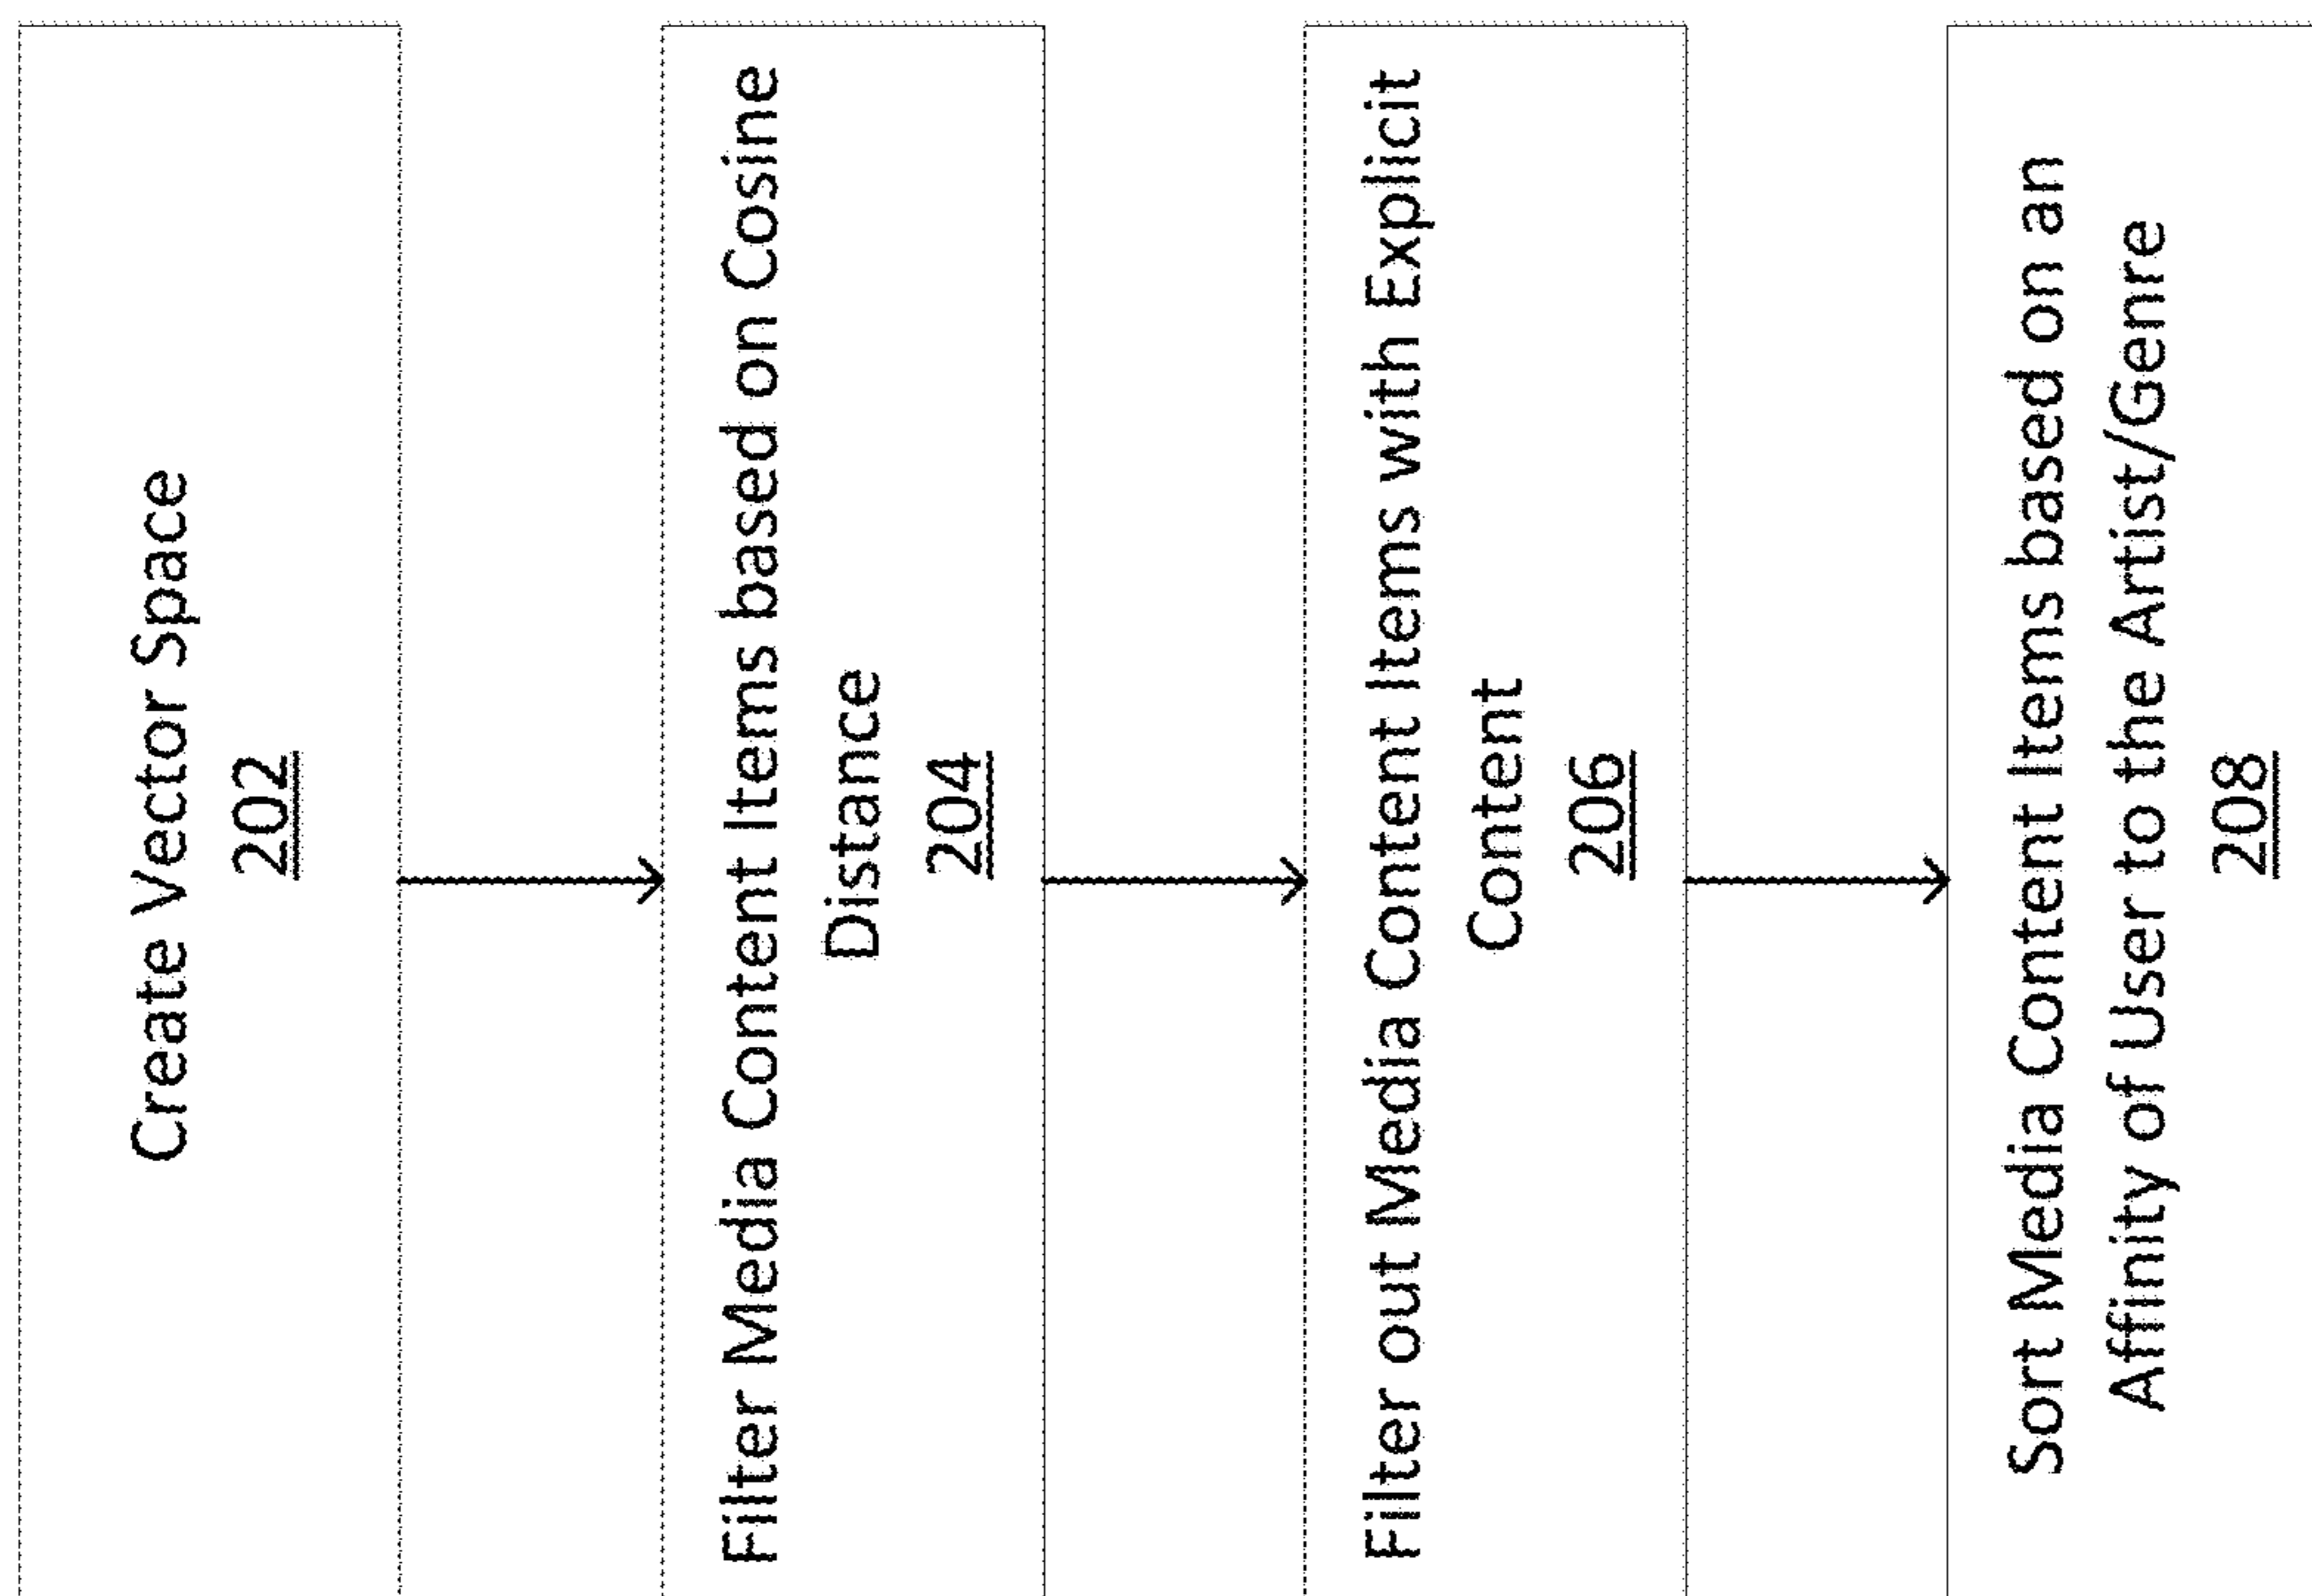 Create Vector Space
202
Filter Media Content Items based on Cosine
Distance
204
Filter out Media Content Items with Explicit
Content
206
Sort Media Content Items based on an
Affinity of User to the Artist/Genre
208